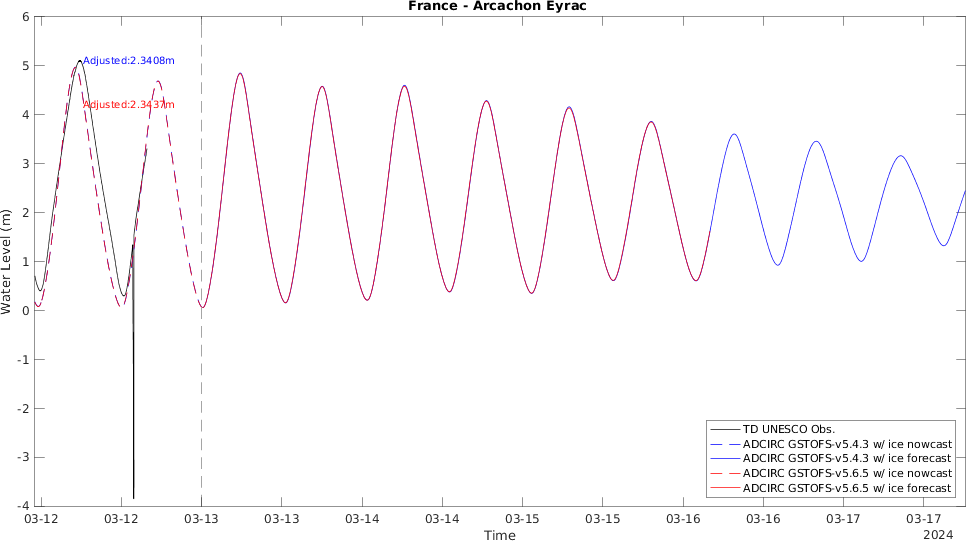 France - Arcachon Eyrac
6
5
4
3
2
1
0
-1
-2
-3
-4
Water Level (m)
Adjusted:2.3408m
Adjusted:2.3437m
TD UNESCO Obs.
ADCIRC GSTOFS-v5.4.3 w/ ice nowcast
ADCIRC GSTOFS-v5.4.3 w/ ice forecast
ADCIRC GSTOFS-v5.6.5 w/ ice nowcast
ADCIRC GSTOFS-v5.6.5 w/ ice forecast
03-12 03-12 03-13 03-13 03-14 03-14 03-15 03-15 03-16 03-16 03-17 03-17
2024
Time